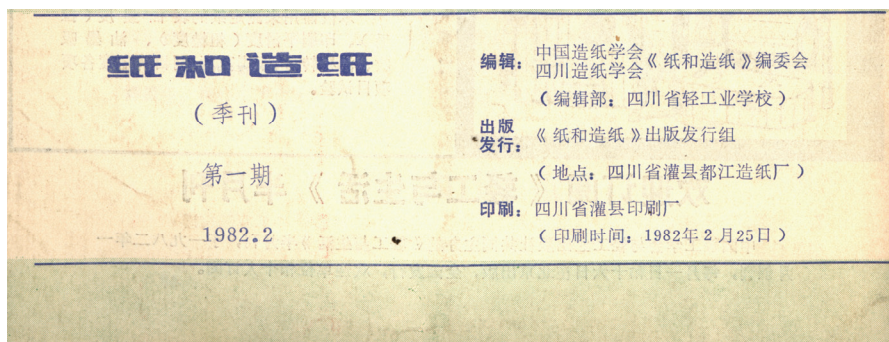 纸和造纸
（季刊）
第一期
1982.2
编辑：中国造纸学会 四川造纸学会《纸和造纸》编委会
（编辑部：四川省轻工业学校）
出版发行：《纸和造纸》出版发行组
（地点：四川省灌县都江造纸厂）
印刷：四川省灌县印刷厂
（印刷时间：1982年2月25日）